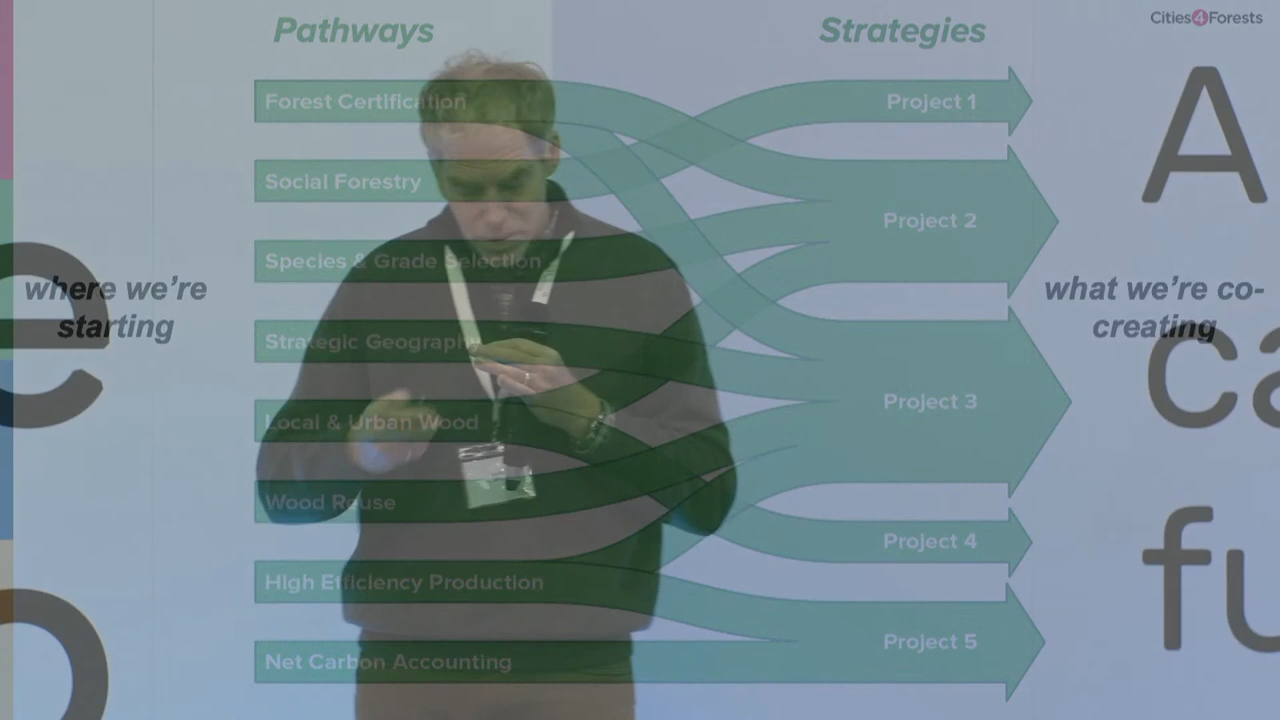 Cities4Forests
Pathways
Strategies
Forest Certification
Project 1
Social Forestry
Project 2
Species & Grade Selection
where we're
starting
what we're co-
creating
Strategic Geography
Project 3
Local & Urban Wood
Wood Reuse
Project 4
High Efficiency Production
Project 5
Net Carbon Accounting
e
A
ca
fu